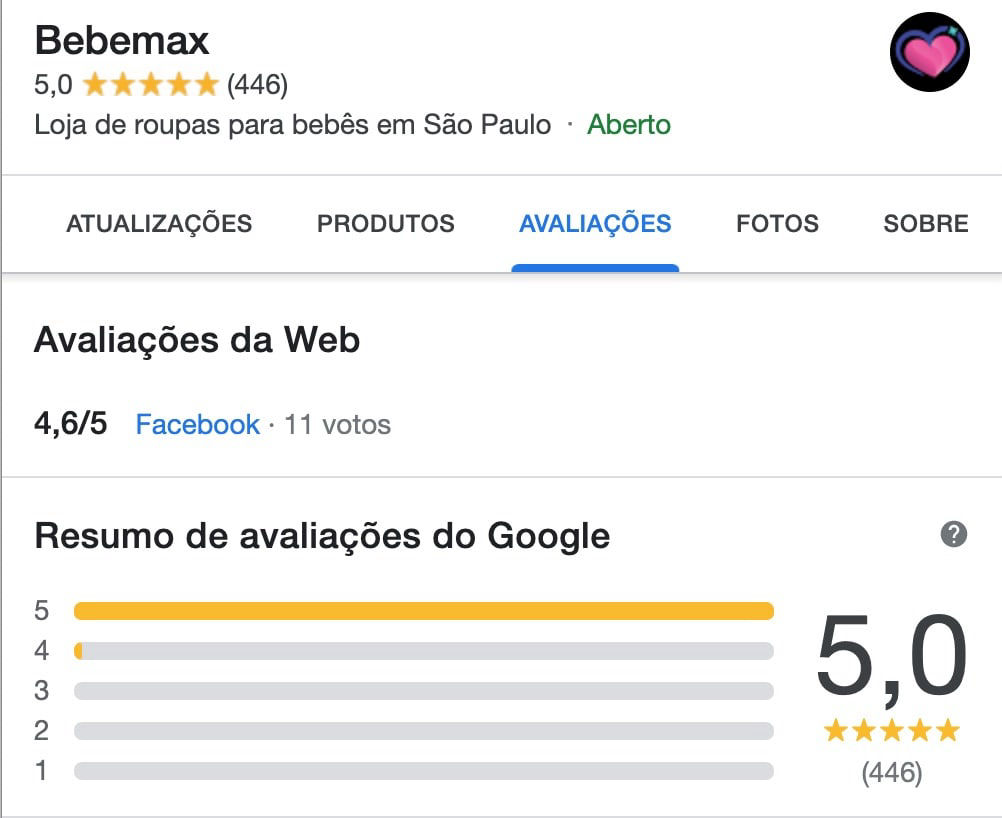 Bebemax
5,0 ★★★★★ (446)
Loja de roupas para bebês em São Paulo · Aberto
ATUALIZAÇÕES PRODUTOS AVALIAÇÕES FOTOS SOBRE
Avaliações da Web
4,6/5 Facebook · 11 votos
Resumo de avaliações do Google ?
5
4
3
2
1
5,0
★★★★★
(446)